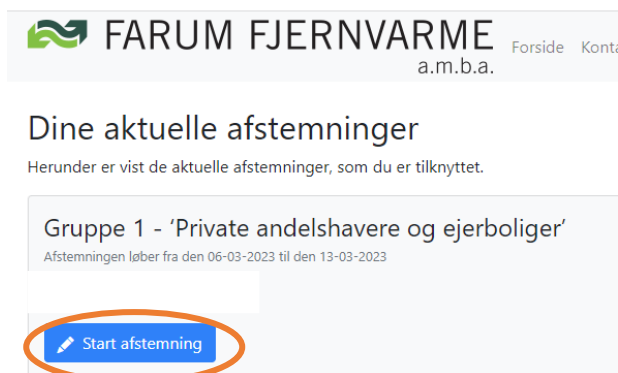 FARUM FJERNVARME
a.m.b.a.
Forside
Dine aktuelle afstemninger
Herunder er vist de aktuelle afstemninger, som du er tilknyttet.
Gruppe 1 - ‘Private andelshavere og ejerboliger’
Afstemningen løber fra den 06-03-2023 til den 13-03-2023
Start afstemning